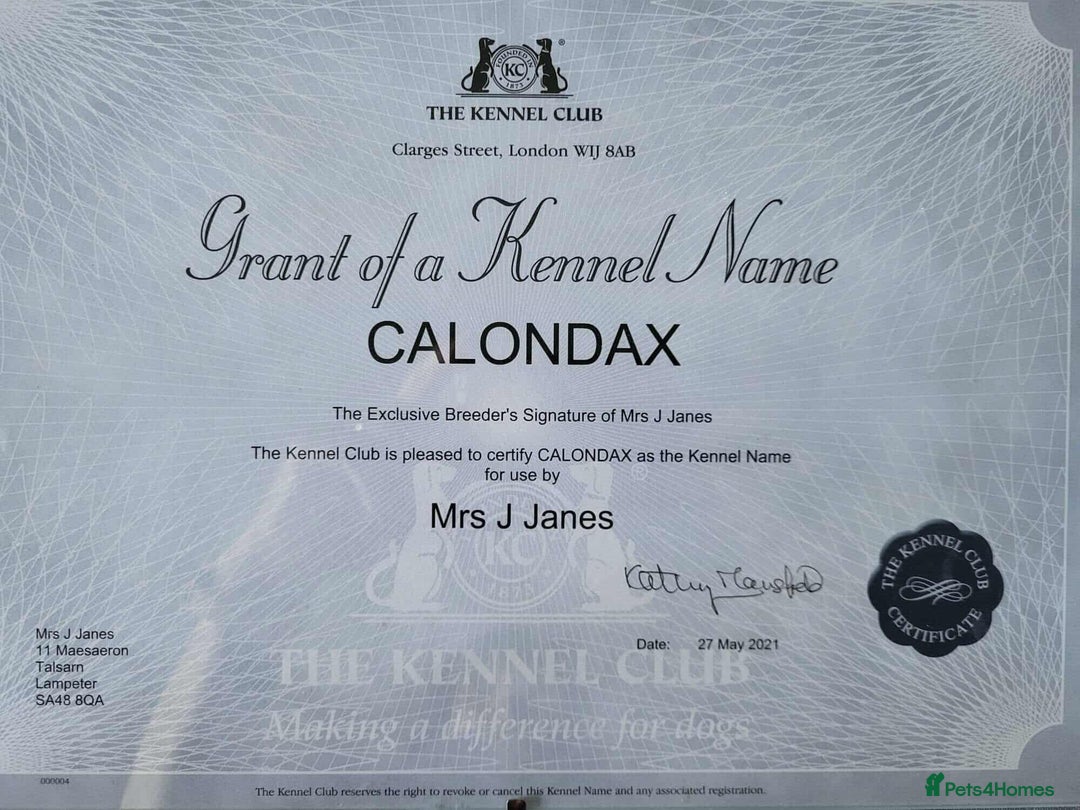 FOUNDED IN
KC
1873
®
THE KENNEL CLUB
Clarges Street, London WIJ 8AB
Grant of a Kennel Name
CALONDAX
The Exclusive Breeder's Signature of Mrs J Janes
The Kennel Club is pleased to certify CALONDAX as the Kennel Name
for use by
Mrs J Janes
KC
Kathy Mansfield
THE KENNEL CLUB
CERTIFICATE
Mrs J Janes
11 Maesaeron
Talsarn
Lampeter
SA48 8QA
Date: 27 May 2021
THE KENNEL CLUB
Making a difference for dogs
000004
The Kennel Club reserves the right to revoke or cancel this Kennel Name and any associated registration.
Pets4Homes